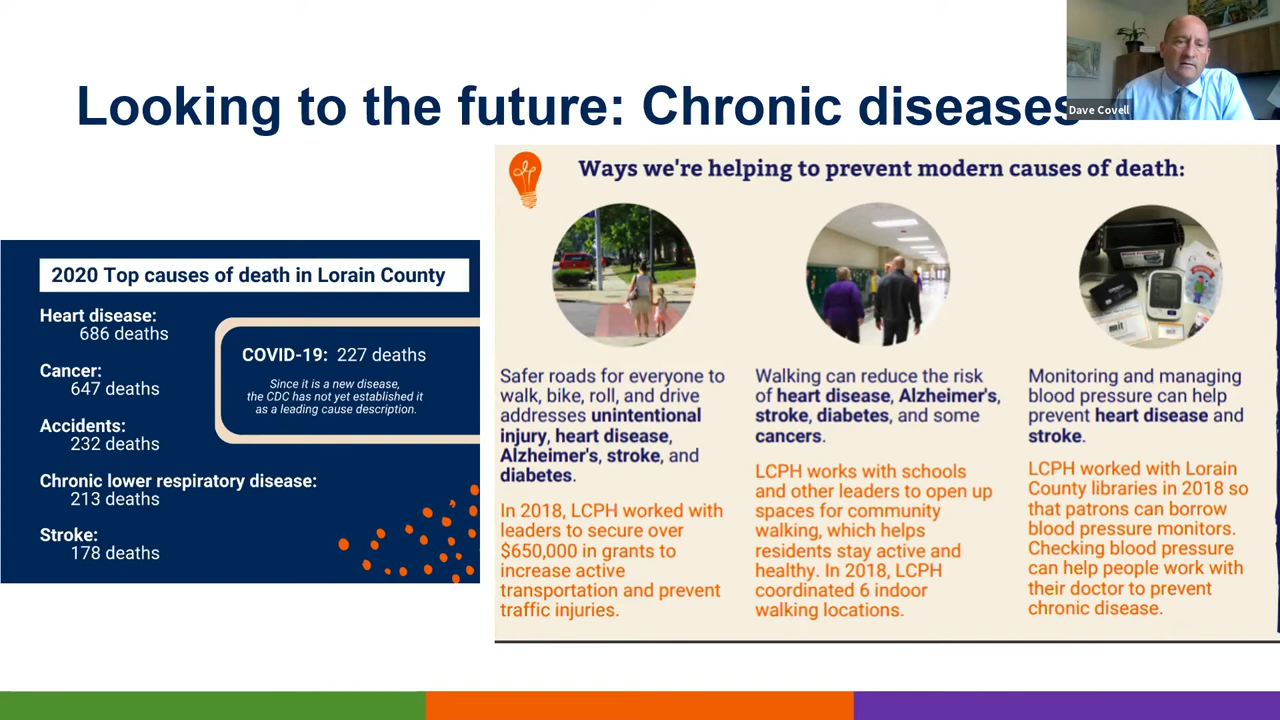 Looking to the future: Chronic diseases
Dave Covell
2020 Top causes of death in Lorain County
Heart disease:
686 deaths
Cancer:
647 deaths
Accidents:
232 deaths
Chronic lower respiratory disease:
213 deaths
Stroke:
178 deaths
COVID-19: 227 deaths
Since it is a new disease,
the CDC has not yet established it
as a leading cause description.
Ways we're helping to prevent modern causes of death:
Safer roads for everyone to
walk, bike, roll, and drive
addresses unintentional
injury, heart disease,
Alzheimer's, stroke, and
diabetes.
In 2018, LCPH worked with
leaders to secure over
$650,000 in grants to
increase active
transportation and prevent
traffic injuries.
Walking can reduce the risk
of heart disease, Alzheimer's,
stroke, diabetes, and some
cancers.
LCPH works with schools
and other leaders to open up
spaces for community
walking, which helps
residents stay active and
healthy. In 2018, LCPH
coordinated 6 indoor
walking locations.
Monitoring and managing
blood pressure can help
prevent heart disease and
stroke.
LCPH worked with Lorain
County libraries in 2018 so
that patrons can borrow
blood pressure monitors.
Checking blood pressure
can help people work with
their doctor to prevent
chronic disease.